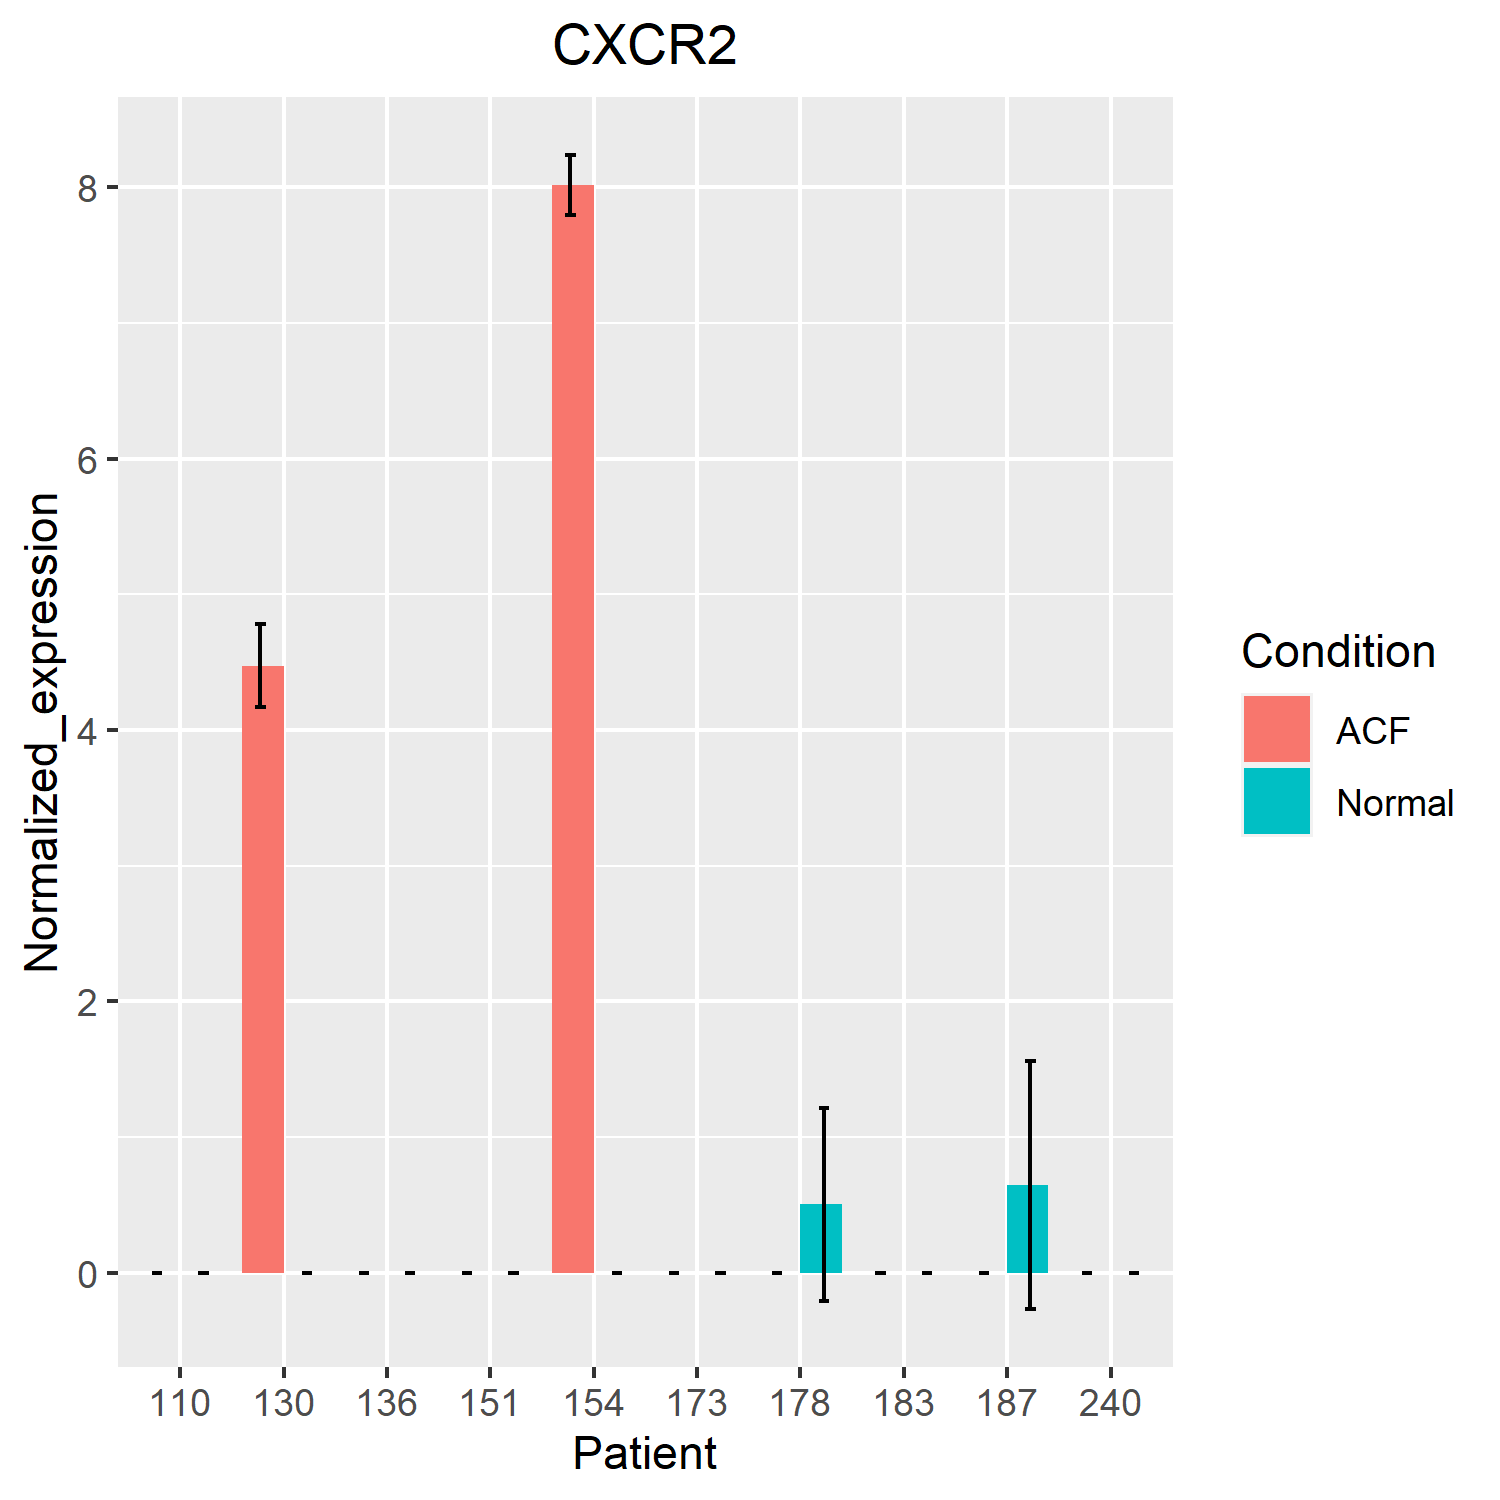 CXCR2
Normalized_expression
8
6
4
2
0
110 130 136 151 154 173 178 183 187 240
Patient
Condition
ACF
Normal